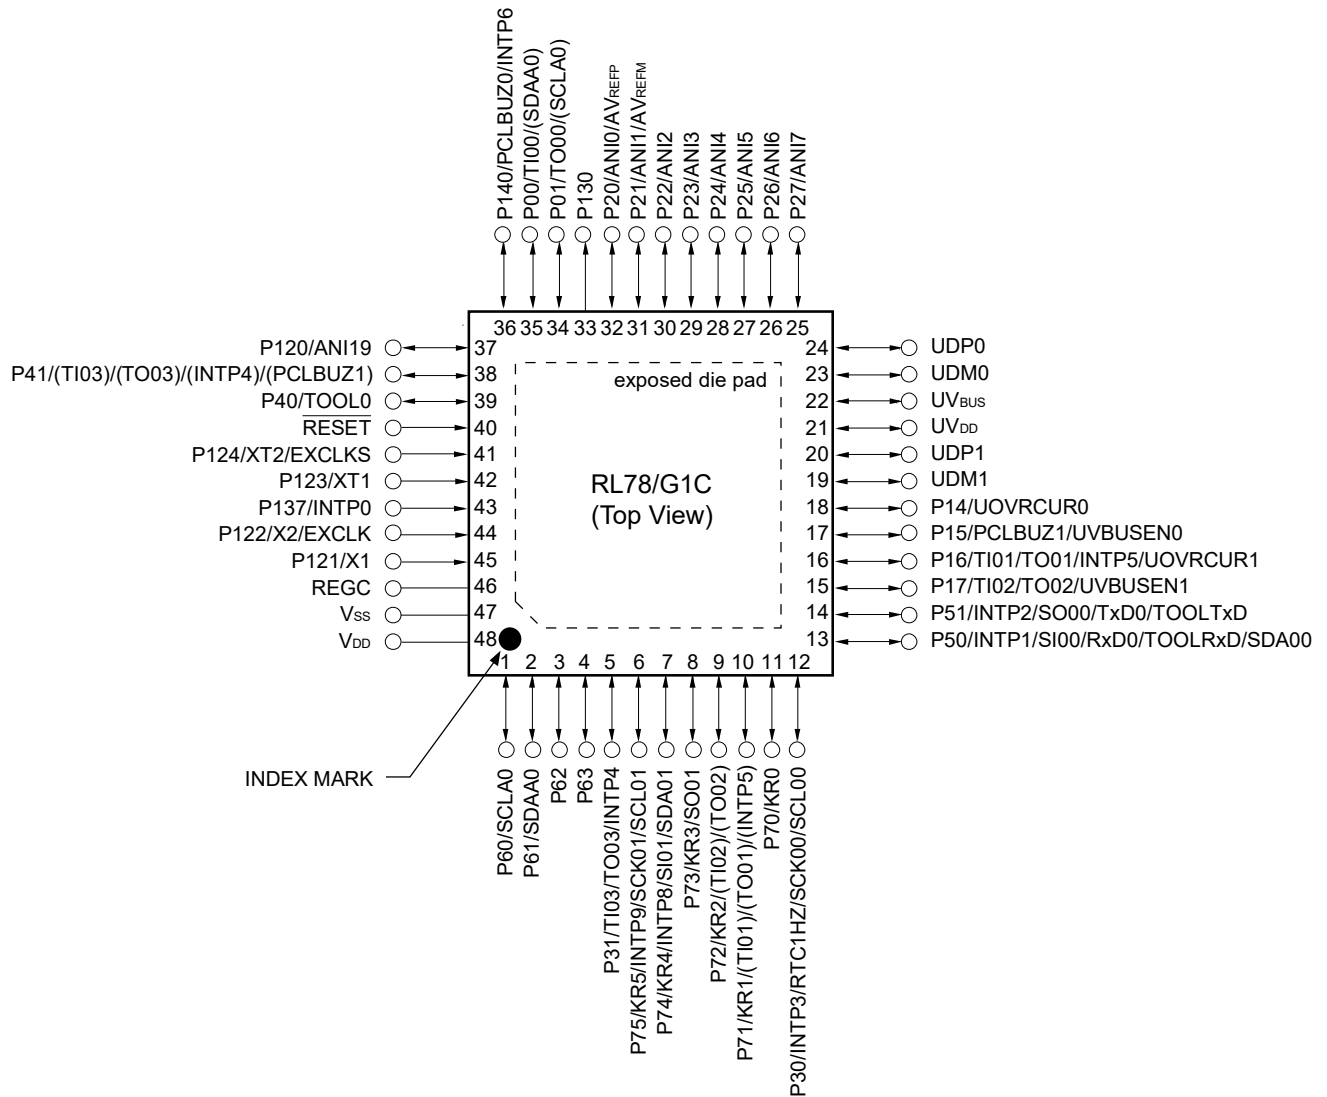 P140/PCLBUZ0/INTP6
P00/TI00/(SDAA0)
P01/TO00/(SCLA0)
P130
P20/ANI0/AVREFP
P21/ANI1/AVREFM
P22/ANI2
P23/ANI3
P24/ANI4
P25/ANI5
P26/ANI6
P27/ANI7
36 35 34 33 32 31 30 29 28 27 26 25
P120/ANI19 37
P41/(TI03)/(TO03)/(INTP4)/(PCLBUZ1) 38
P40/TOOL0 39
RESET 40
P124/XT2/EXCLKS 41
P123/XT1 42
P137/INTP0 43
P122/X2/EXCLK 44
P121/X1 45
REGC 46
VSS 47
VDD 48
exposed die pad
RL78/G1C
(Top View)
24 UDP0
23 UDM0
22 UVBUS
21 UVDD
20 UDP1
19 UDM1
18 P14/UOVRCUR0
17 P15/PCLBUZ1/UVBUSEN0
16 P16/TI01/TO01/INTP5/UOVRCUR1
15 P17/TI02/TO02/UVBUSEN1
14 P51/INTP2/SO00/TxD0/TOOLTxD
13 P50/INTP1/SI00/RxD0/TOOLRxD/SDA00
1 2 3 4 5 6 7 8 9 10 11 12
INDEX MARK
P60/SCLA0
P61/SDAA0
P62
P63
P31/TI03/TO03/INTP4
P75/KR5/INTP9/SCK01/SCL01
P74/KR4/INTP8/SI01/SDA01
P73/KR3/SO01
P72/KR2/(TI02)/(TO02)
P71/KR1/(TI01)/(TO01)/(INTP5)
P70/KR0
P30/INTP3/RTC1HZ/SCK00/SCL00